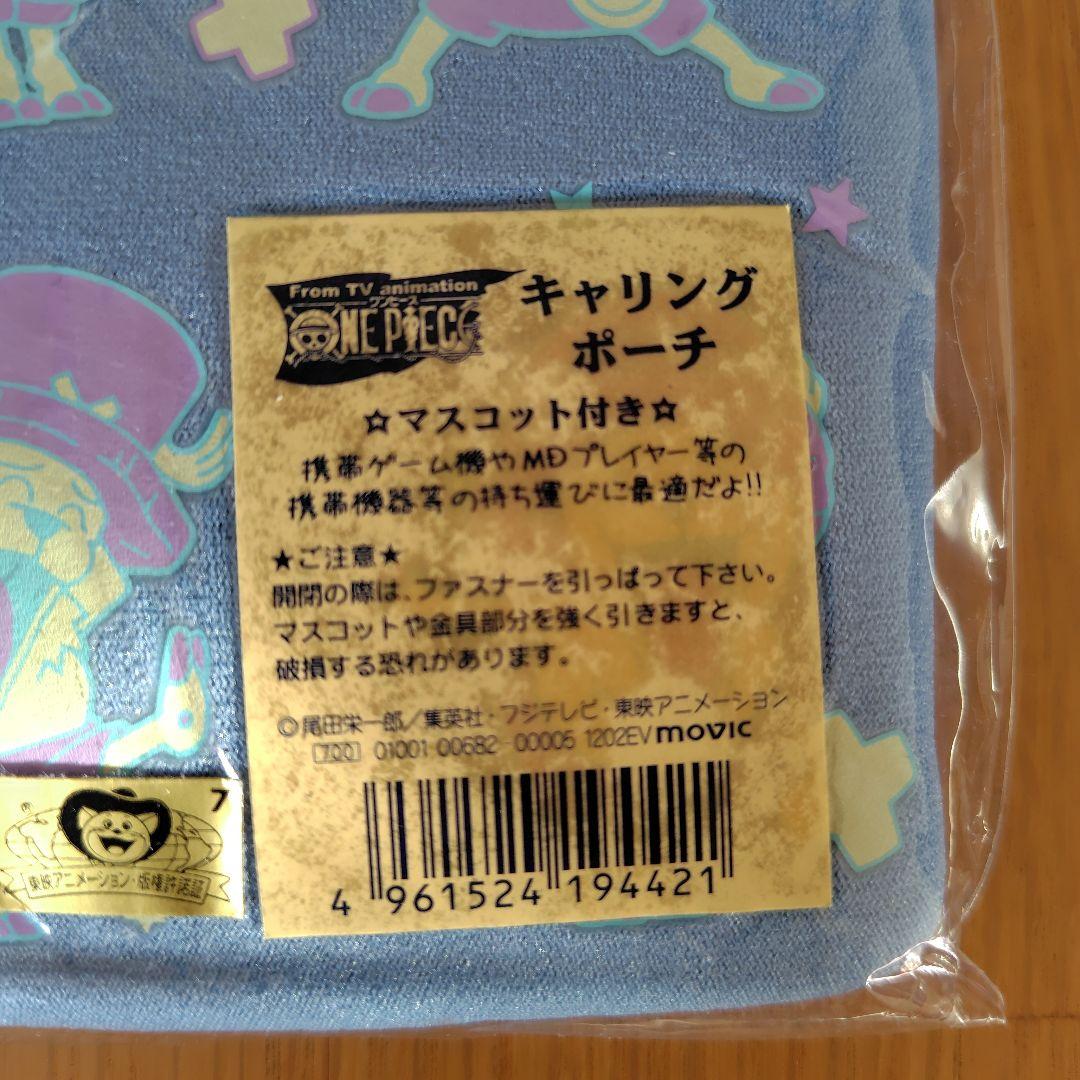 From TV animation
ワンピース
ONE PIECE
キャリング
ポーチ
☆マスコット付き☆
携帯ゲーム機やMDプレイヤー等の
携帯機器等の持ち運びに最適だよ!!
★ご注意★
開閉の際は、ファスナーを引っぱって下さい。
マスコットや金具部分を強く引きますと、
破損する恐れがあります。
©尾田栄一郎／集英社・フジテレビ・東映アニメーション
700 01001-00682-00005 1202EV movic
4 961524 194421
® 7
東映アニメーション・版権許諾証